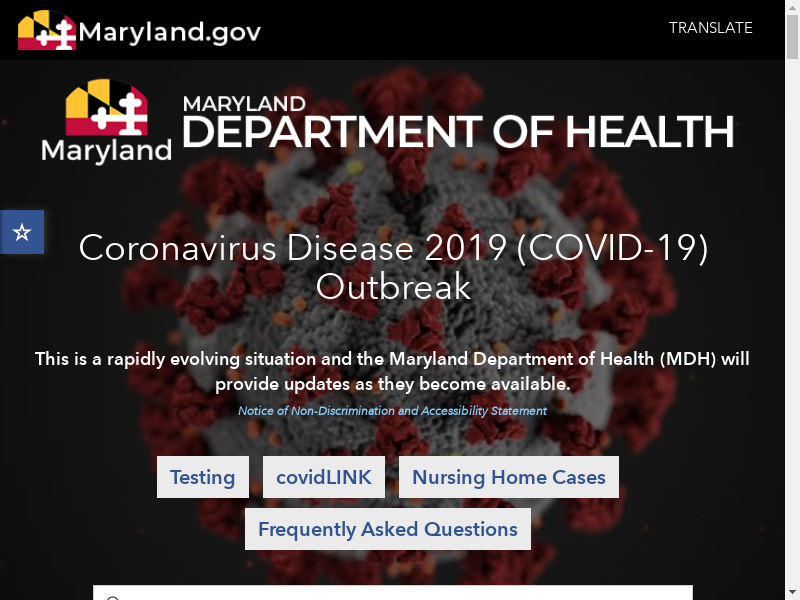 Maryland.gov
TRANSLATE
Maryland
MARYLAND
DEPARTMENT OF HEALTH
Coronavirus Disease 2019 (COVID-19)
Outbreak
This is a rapidly evolving situation and the Maryland Department of Health (MDH) will
provide updates as they become available.
Notice of Non-Discrimination and Accessibility Statement
Testing
covidLINK
Nursing Home Cases
Frequently Asked Questions